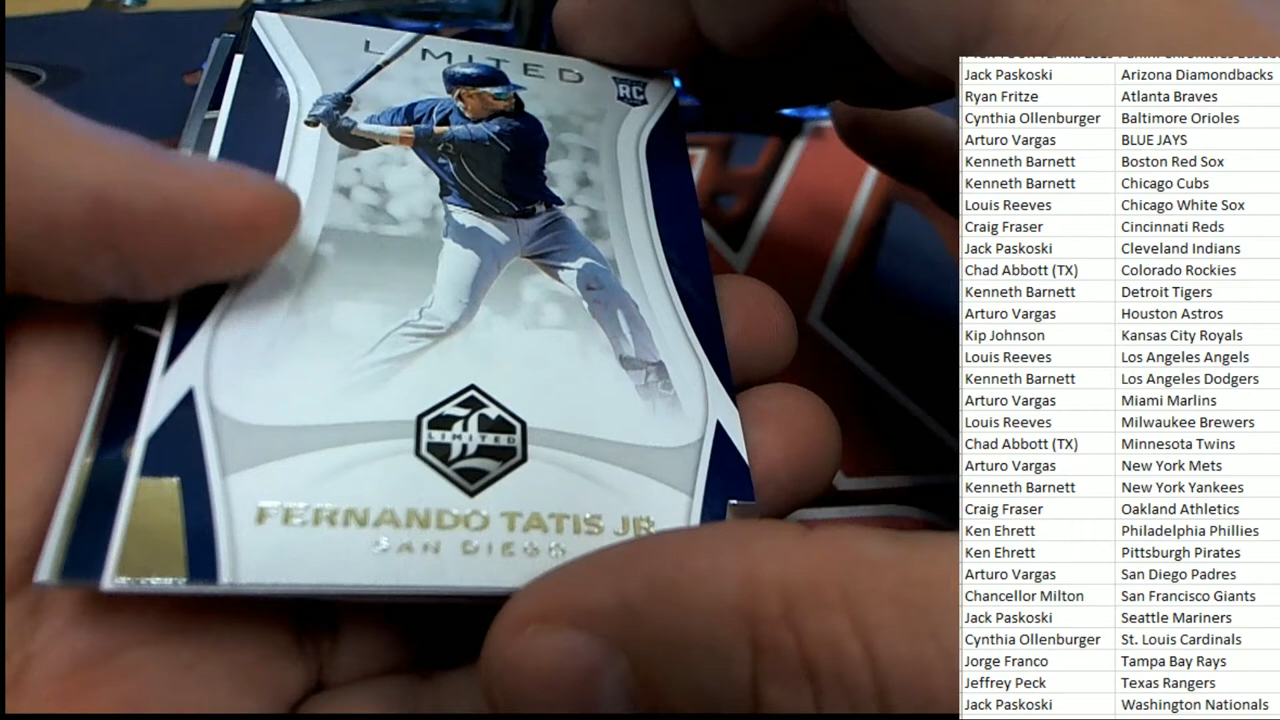 LIMITED
RC
LIMITED
FERNANDO TATIS JR
SAN DIEGO
Jack Paskoski Arizona Diamondbacks
Ryan Fritze Atlanta Braves
Cynthia Ollenburger Baltimore Orioles
Arturo Vargas BLUE JAYS
Kenneth Barnett Boston Red Sox
Kenneth Barnett Chicago Cubs
Louis Reeves Chicago White Sox
Craig Fraser Cincinnati Reds
Jack Paskoski Cleveland Indians
Chad Abbott (TX) Colorado Rockies
Kenneth Barnett Detroit Tigers
Arturo Vargas Houston Astros
Kip Johnson Kansas City Royals
Louis Reeves Los Angeles Angels
Kenneth Barnett Los Angeles Dodgers
Arturo Vargas Miami Marlins
Louis Reeves Milwaukee Brewers
Chad Abbott (TX) Minnesota Twins
Arturo Vargas New York Mets
Kenneth Barnett New York Yankees
Craig Fraser Oakland Athletics
Ken Ehrett Philadelphia Phillies
Ken Ehrett Pittsburgh Pirates
Arturo Vargas San Diego Padres
Chancellor Milton San Francisco Giants
Jack Paskoski Seattle Mariners
Cynthia Ollenburger St. Louis Cardinals
Jorge Franco Tampa Bay Rays
Jeffrey Peck Texas Rangers
Jack Paskoski Washington Nationals